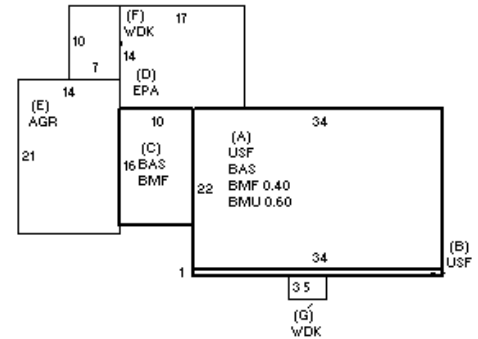 (F)
WDK
17
10
14
7
(D)
EPA
14
(E)
AGR
21
10
(C)
16 BAS
BMF
34
(A)
USF
BAS
22
BMF 0.40
BMU 0.60
34
(B)
USF
1
3 5
(G)
WDK